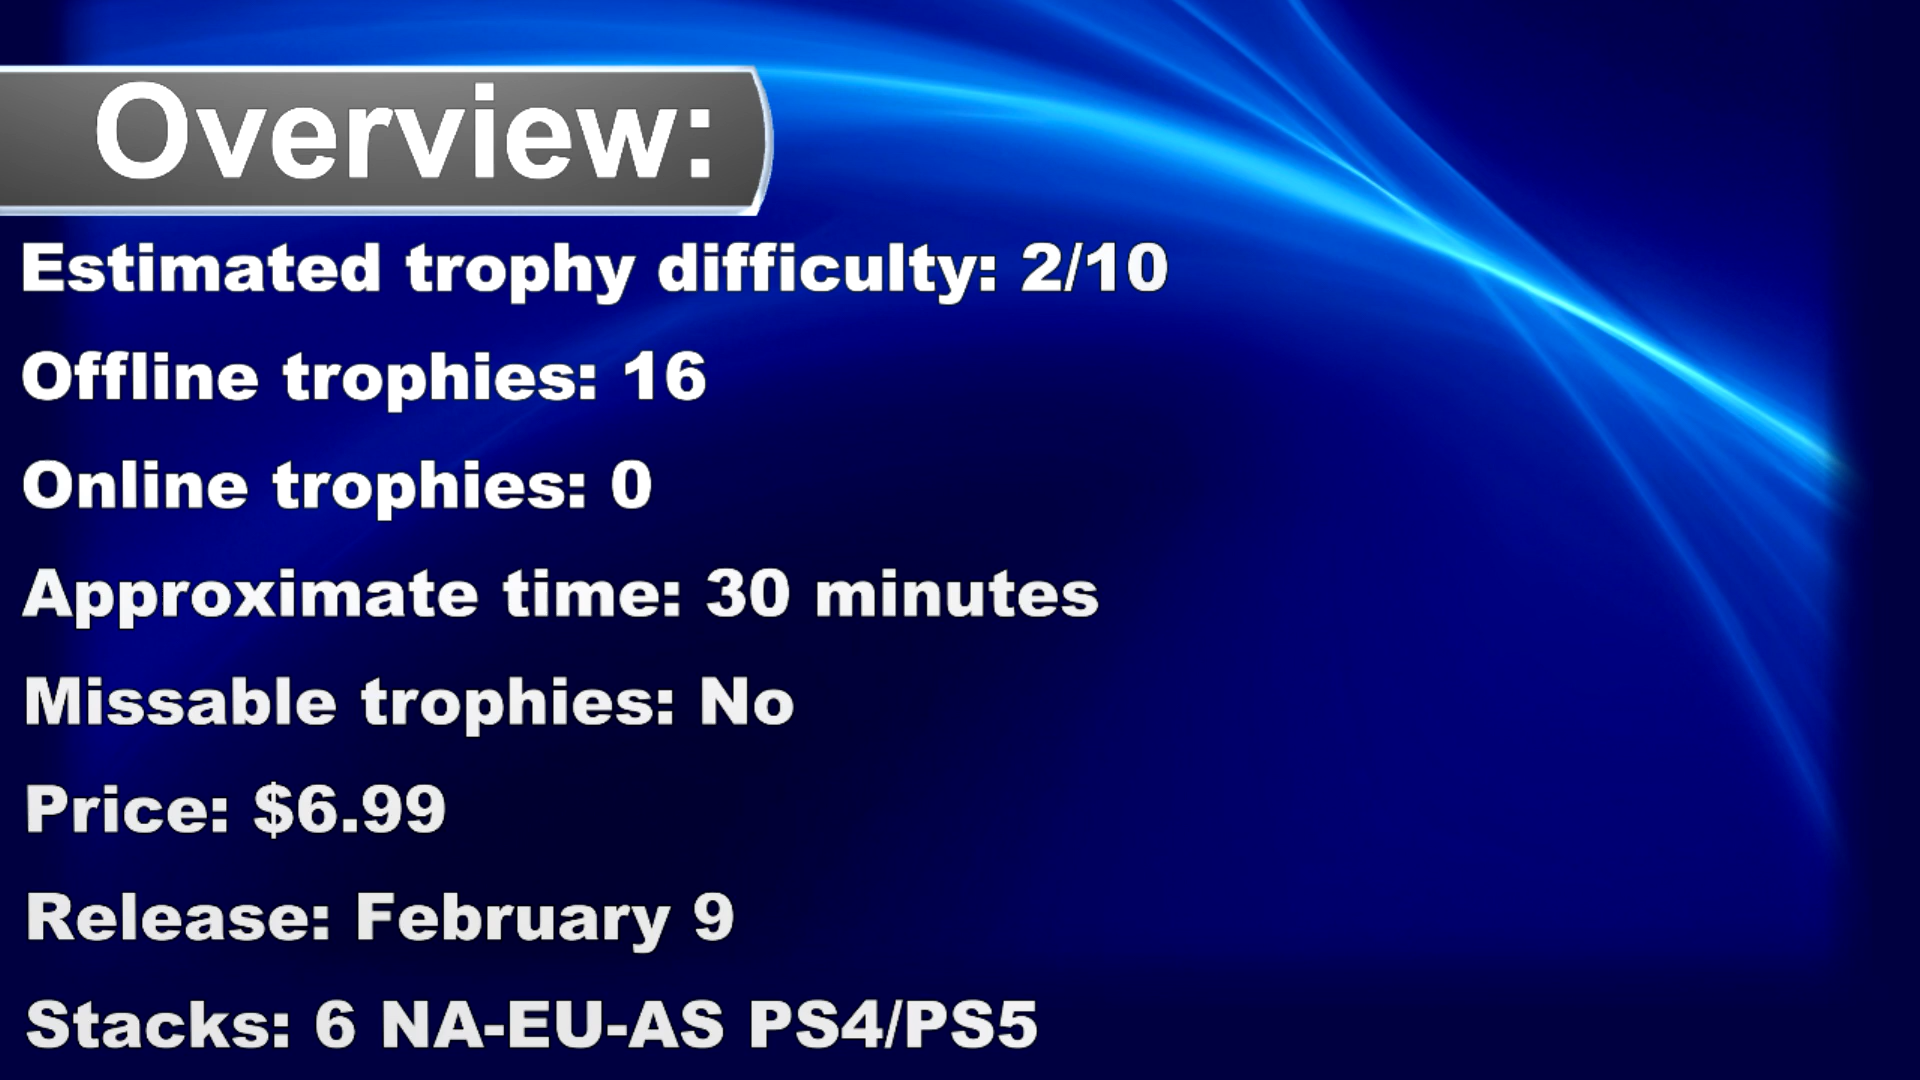 Overview:
Estimated trophy difficulty: 2/10
Offline trophies: 16
Online trophies: 0
Approximate time: 30 minutes
Missable trophies: No
Price: $6.99
Release: February 9
Stacks: 6 NA-EU-AS PS4/PS5